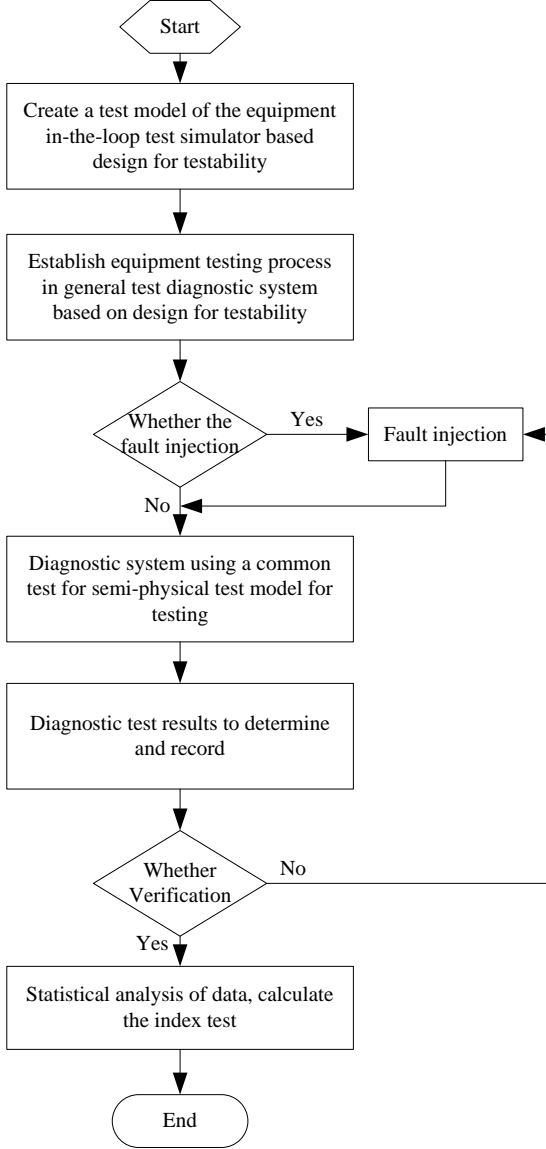 Start
Create a test model of the equipment
in-the-loop test simulator based
design for testability
Establish equipment testing process
in general test diagnostic system
based on design for testability
Whether the
fault injection
Yes
Fault injection
No
Diagnostic system using a common
test for semi-physical test model for
testing
Diagnostic test results to determine
and record
Whether
Verification
No
Yes
Statistical analysis of data, calculate
the index test
End